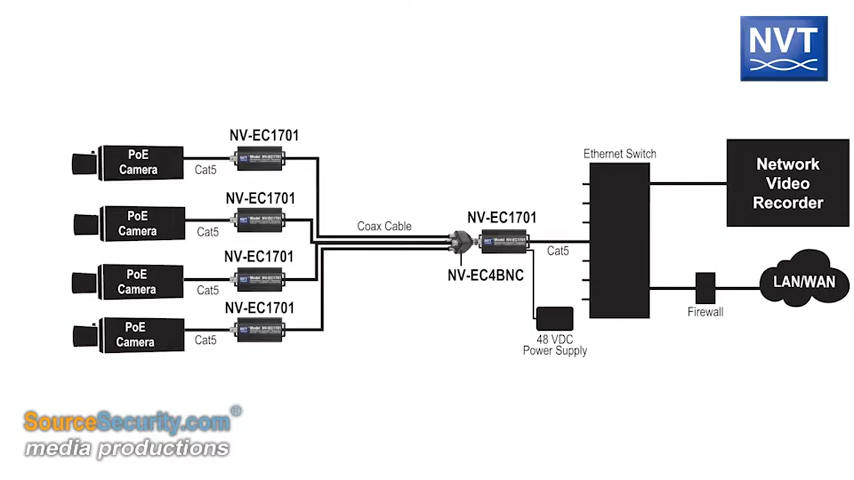 NVT
NV-EC1701
PoE
Camera
Cat5
NV-EC1701
PoE
Camera
Cat5
NV-EC1701
PoE
Camera
Cat5
NV-EC1701
PoE
Camera
Cat5
Coax Cable
NV-EC1701
NV-EC4BNC
Cat5
48 VDC
Power Supply
Ethernet Switch
Network
Video
Recorder
LAN/WAN
Firewall
SourceSecurity.com®
media productions